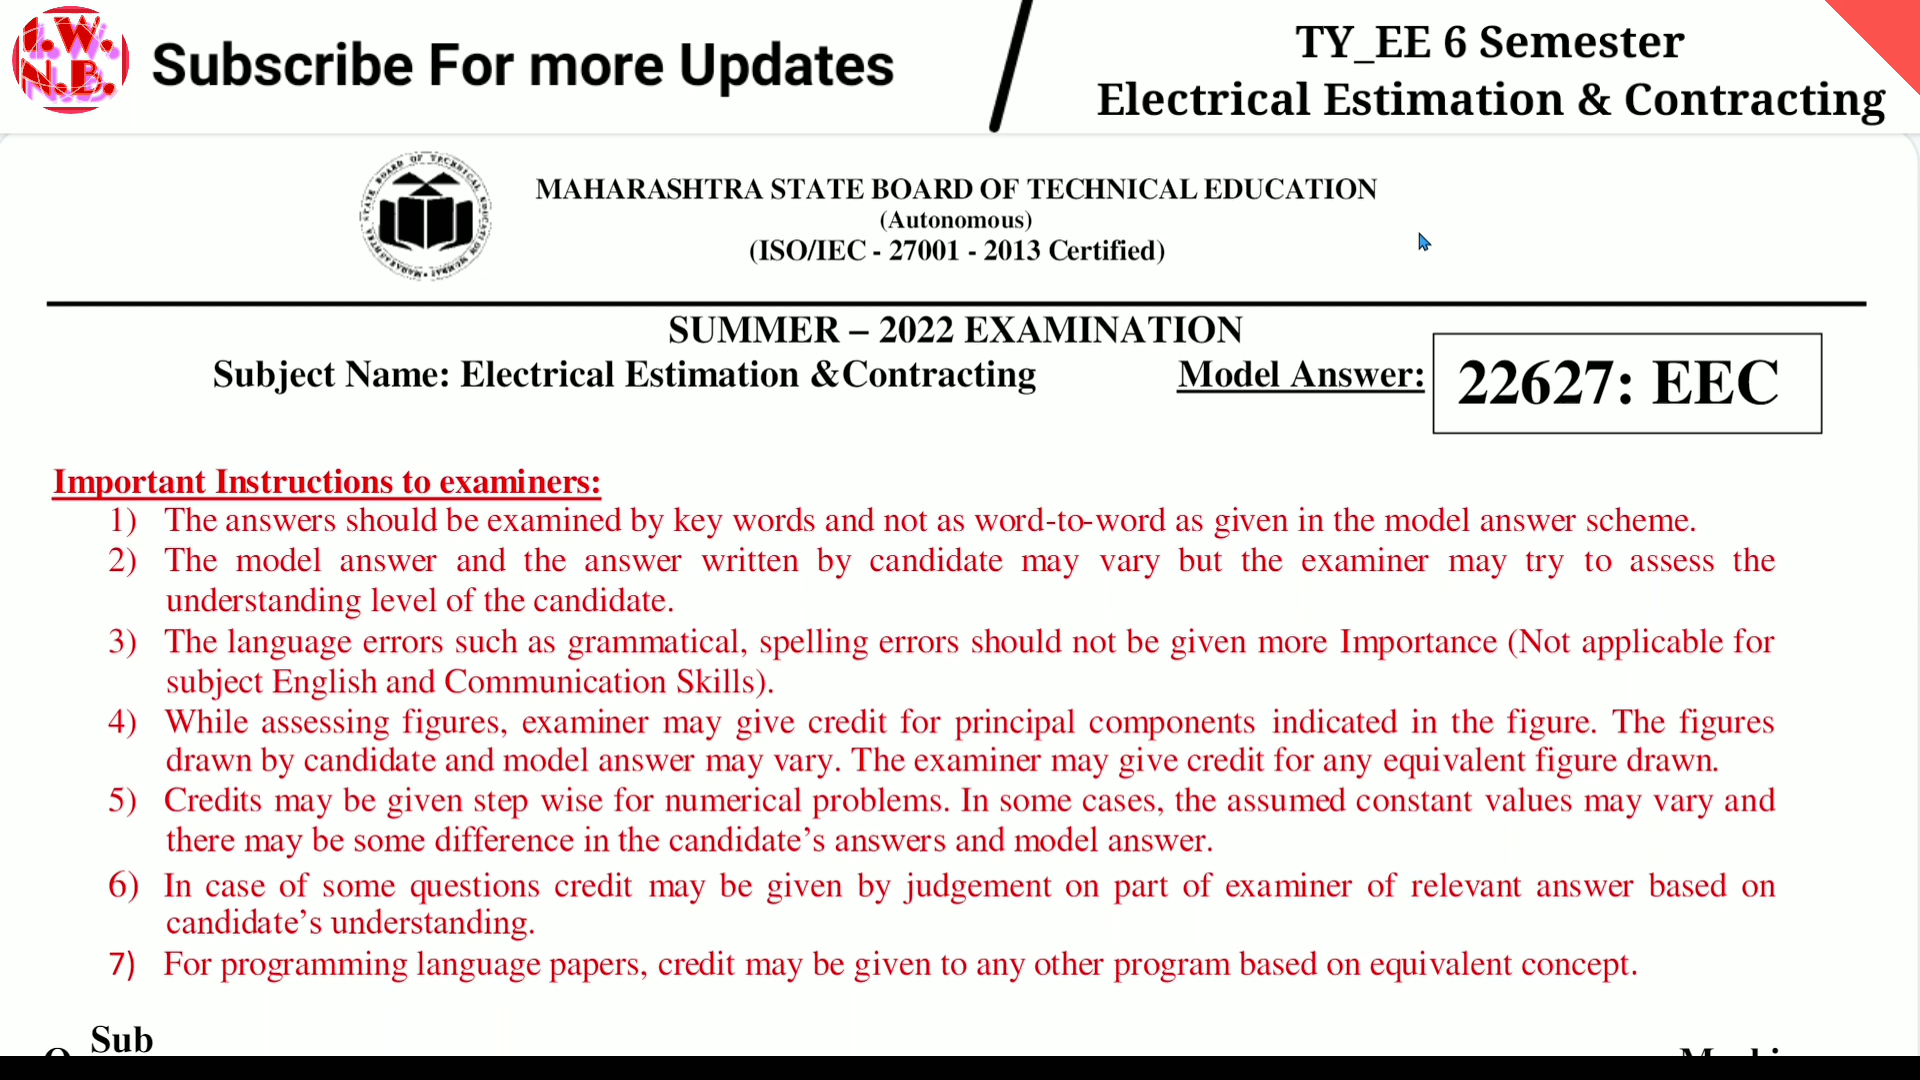 I.W.
N.B.
Subscribe For more Updates
TY_EE 6 Semester
Electrical Estimation & Contracting
MAHARASHTRA STATE BOARD OF TECHNICAL EDUCATION
(Autonomous)
(ISO/IEC - 27001 - 2013 Certified)
SUMMER – 2022 EXAMINATION
Subject Name: Electrical Estimation &Contracting
Model Answer:
22627: EEC
Important Instructions to examiners:
1) The answers should be examined by key words and not as word-to-word as given in the model answer scheme.
2) The model answer and the answer written by candidate may vary but the examiner may try to assess the
understanding level of the candidate.
3) The language errors such as grammatical, spelling errors should not be given more Importance (Not applicable for
subject English and Communication Skills).
4) While assessing figures, examiner may give credit for principal components indicated in the figure. The figures
drawn by candidate and model answer may vary. The examiner may give credit for any equivalent figure drawn.
5) Credits may be given step wise for numerical problems. In some cases, the assumed constant values may vary and
there may be some difference in the candidate’s answers and model answer.
6) In case of some questions credit may be given by judgement on part of examiner of relevant answer based on
candidate’s understanding.
7) For programming language papers, credit may be given to any other program based on equivalent concept.
Sub